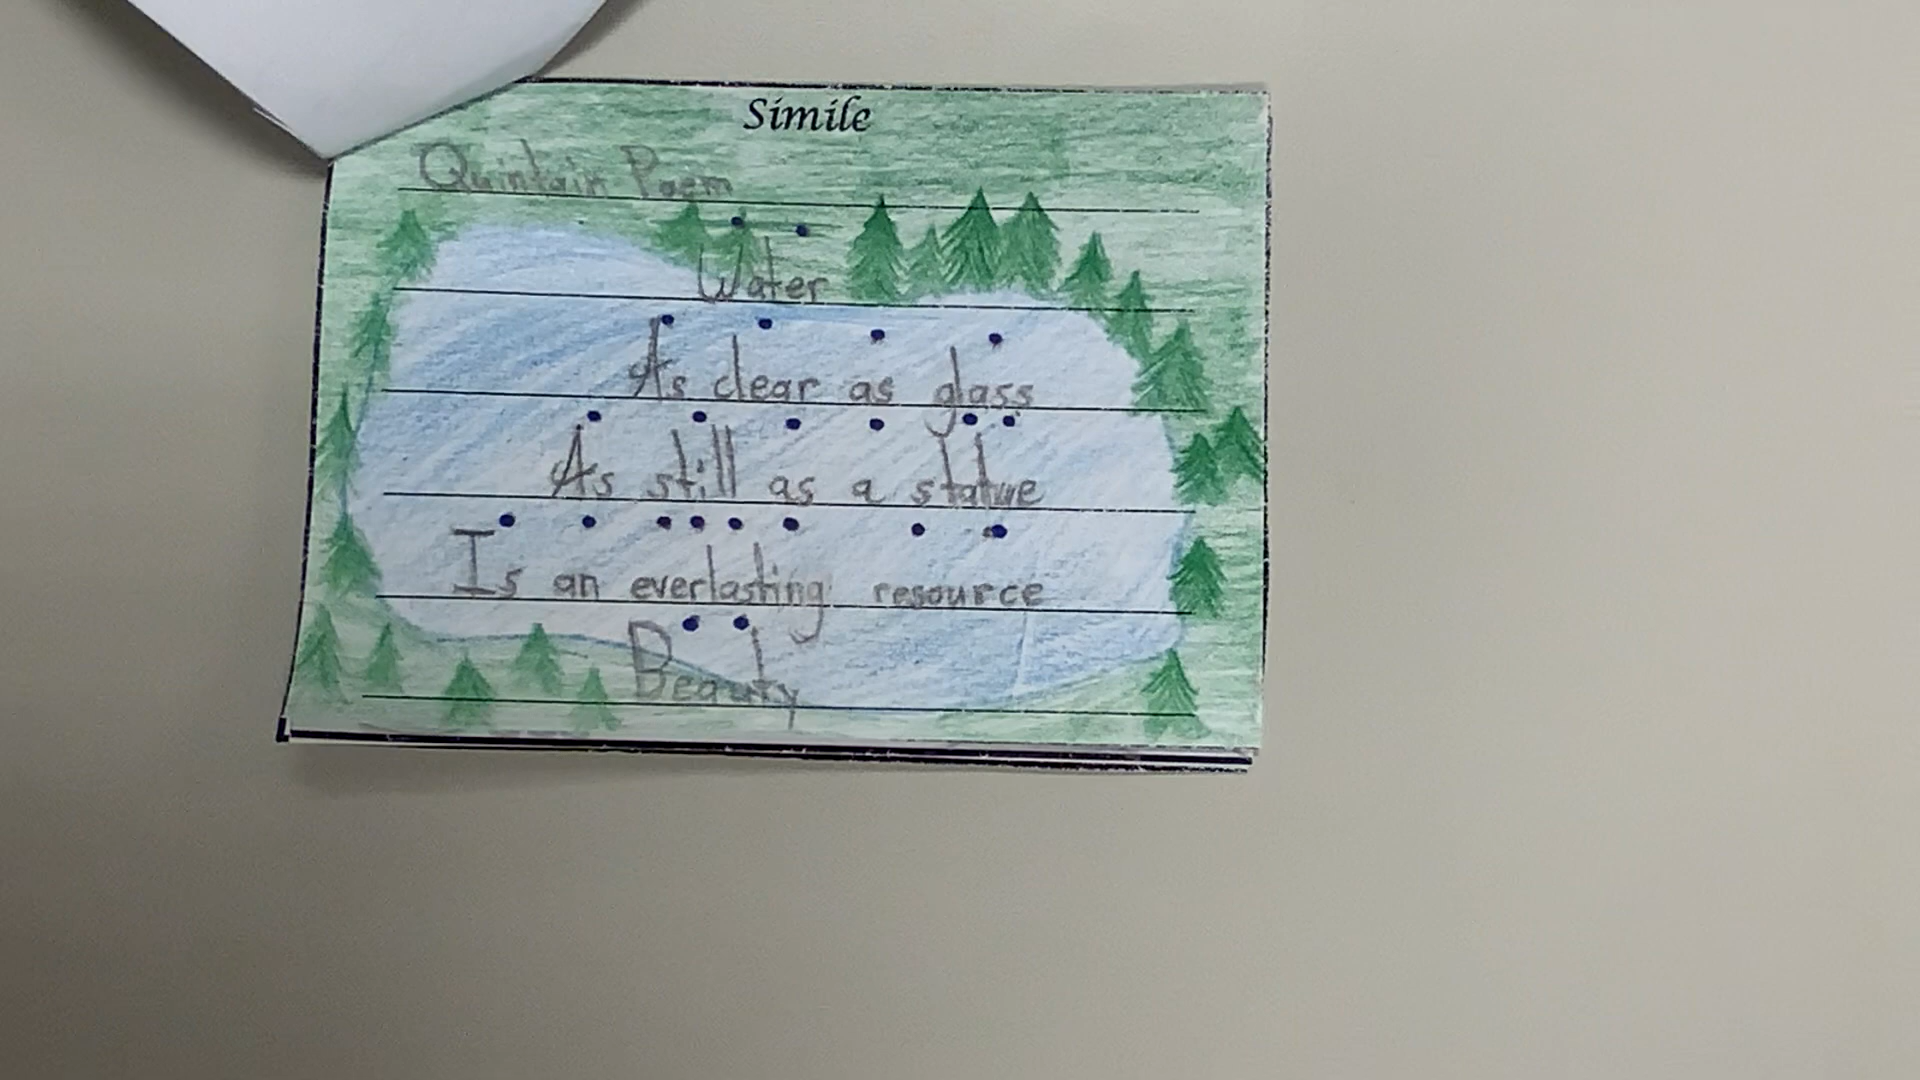 Simile
Quintain Poem
Water
As clear as glass
As still as a statue
Is an everlasting resource
Beauty